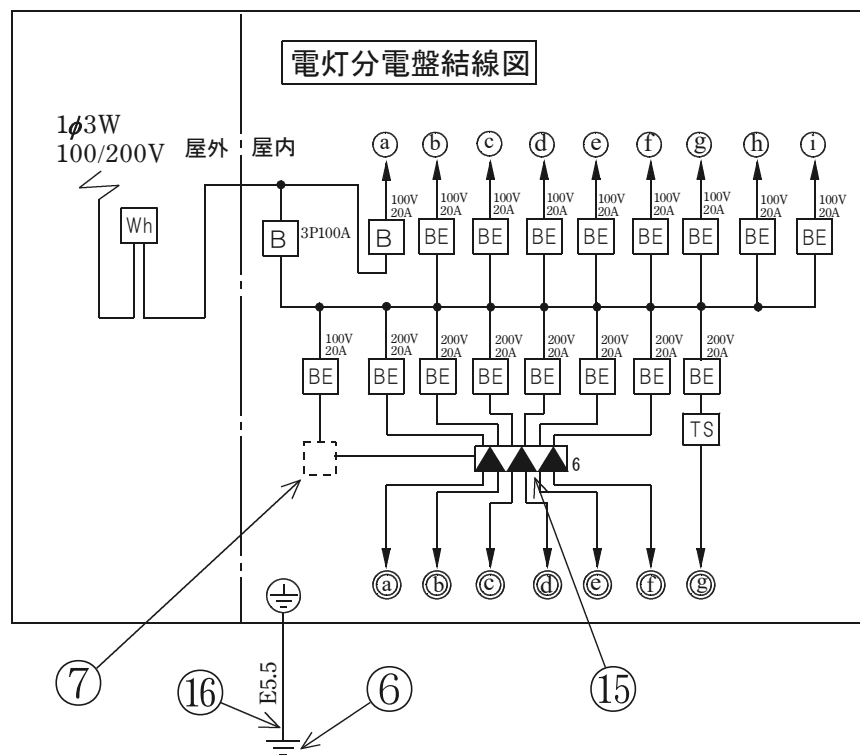 電灯分電盤結線図
1ϕ3W
100/200V
屋外 屋内
Wh
a b c d e f g h i
100V 100V 100V 100V 100V 100V 100V 100V 100V
20A 20A 20A 20A 20A 20A 20A 20A 20A
B 3P100A B BE BE BE BE BE BE BE BE
100V 200V 200V 200V 200V 200V 200V 200V
20A 20A 20A 20A 20A 20A 20A 20A
BE BE BE BE BE BE BE BE
TS
6
a b c d e f g
E5.5
⑦ ⑯ ⑥ ⑮